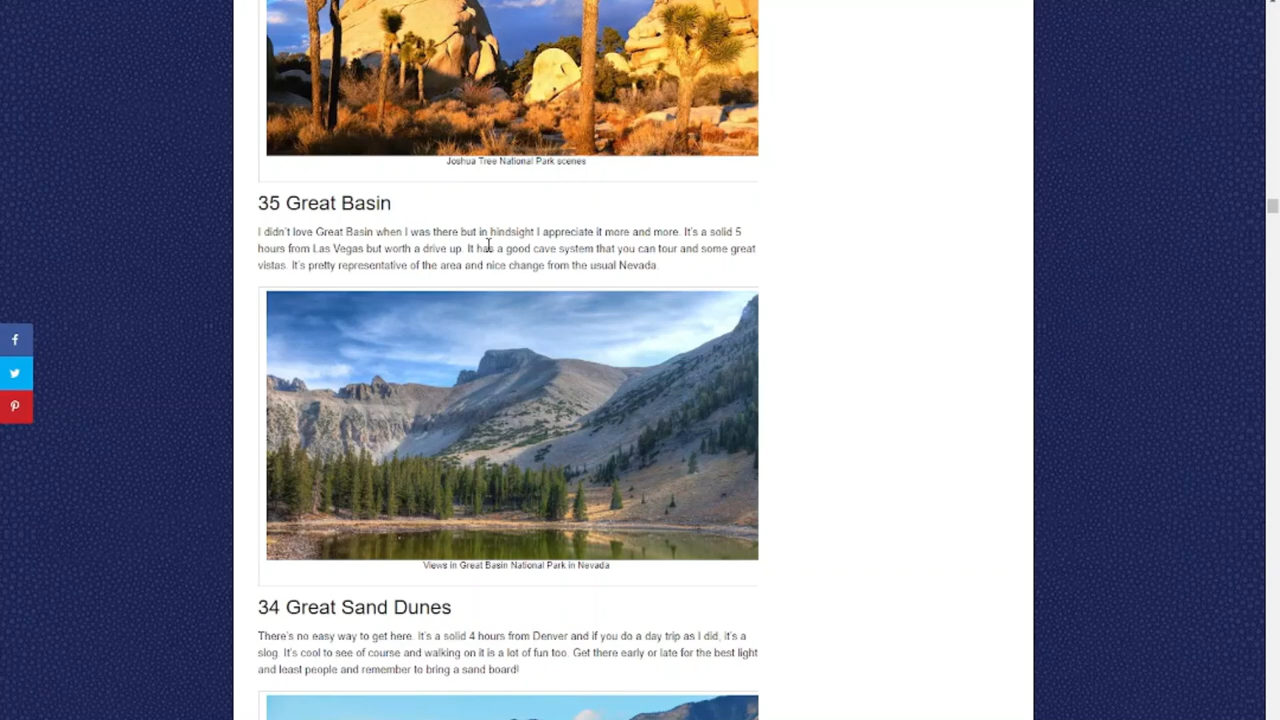 Joshua Tree National Park scenes
35 Great Basin
I didn't love Great Basin when I was there but in hindsight I appreciate it more and more. It's a solid 5
hours from Las Vegas but worth a drive up. It has a good cave system that you can tour and some great
vistas. It's pretty representative of the area and nice change from the usual Nevada.
Views in Great Basin National Park in Nevada
34 Great Sand Dunes
There's no easy way to get here. It's a solid 4 hours from Denver and if you do a day trip as I did, it's a
slog. It's cool to see of course and walking on it is a lot of fun too. Get there early or late for the best light
and least people and remember to bring a sand board!